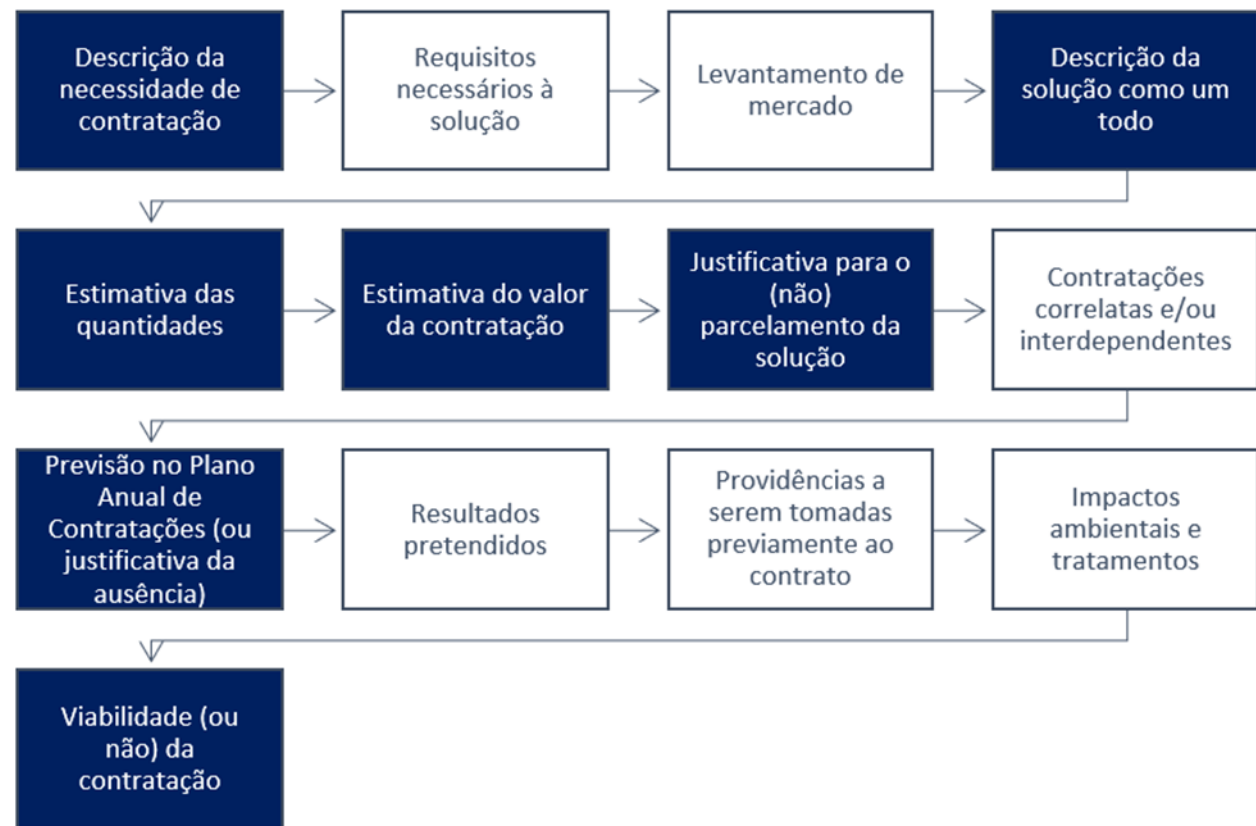 Descrição da
necessidade de
contratação
Requisitos
necessários à
solução
Levantamento de
mercado
Descrição da
solução como um
todo
Estimativa das
quantidades
Estimativa do valor
da contratação
Justificativa para o
(não)
parcelamento da
solução
Contratações
correlatas e/ou
interdependentes
Previsão no Plano
Anual de
Contratações (ou
justificativa da
ausência)
Resultados
pretendidos
Providências a
serem tomadas
previamente ao
contrato
Impactos
ambientais e
tratamentos
Viabilidade (ou
não) da
contratação